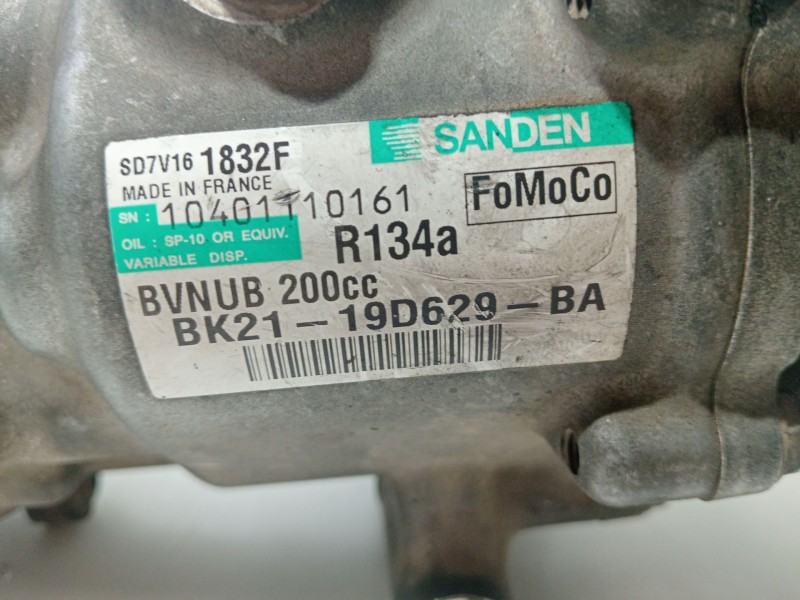 SANDEN
SD7V16 1832F
MADE IN FRANCE
FoMoCo
SN : 10401110161
OIL : SP-10 OR EQUIV.
VARIABLE DISP.
R134a
BVNUB 200cc
BK21-19D629-BA